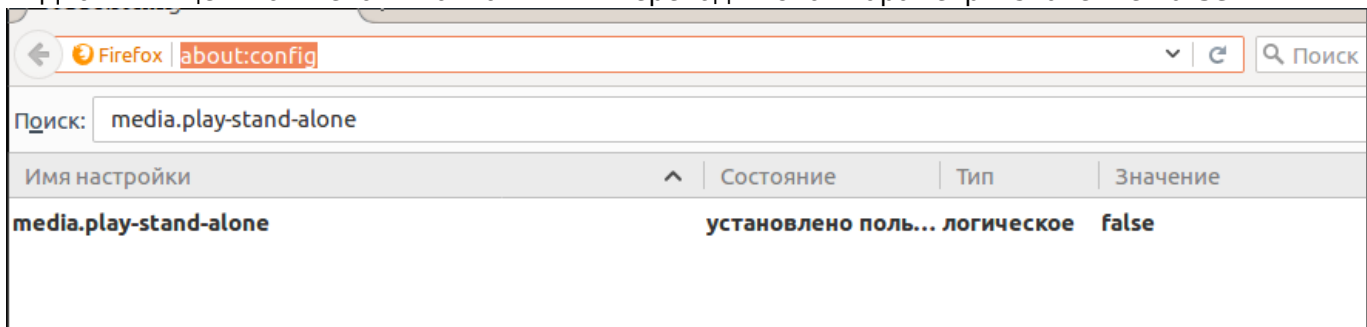 Firefox about:config Поиск
Поиск: media.play-stand-alone
Имя настройки Состояние Тип Значение
media.play-stand-alone установлено поль... логическое false